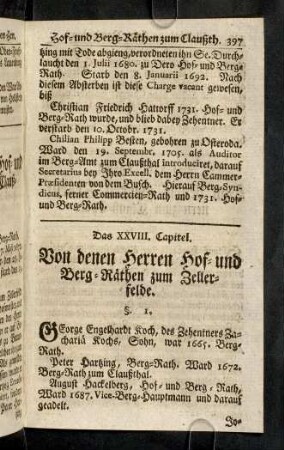 Hof- und Berg-Räthen zum Claußth. 397
tzing mit Tode abgieng, verordneten ihn Se. Durch-
laucht den 1 Julii 1680. zu Dero Hof- und Berg-
Rath. Starb den 8. Januarii 1692. Nach
diesem Absterben ist diese Charge vacant gewesen,
biß
Christian Friedrich Hattorff 1731. Hof- und
Berg-Rath wurde, und blieb dabey Zehentner. Er
verstarb den 10. Octobr. 1731.
Chilian Philipp Besten, gebohren zu Osteroda.
Ward den 19. Septembr. 1705. als Auditor
im Berg-Amt zum Claußthal introduciret, darauf
Secretarius bey Ihro Excell. dem Herrn Cammer-
Præsidenten von dem Busch. Hierauf Berg-Syn-
dicus, ferner Commercien-Rath und 1731. Hof-
und Berg-Rath.
Das XXVIII. Capitel.
Von denen Herren Hof- und
Berg-Räthen zum Zeller-
felde.
§. 1.
GEorge Engelhardt Koch, des Zehentners Za-
chariä Kochs, Sohn, war 1665. Berg-
Rath.
Peter Hartzing, Berg-Rath. Ward 1672.
Berg-Rath zum Claußthal.
August Hackelberg, Hof- und Berg-Rath,
Ward 1687. Vice-Berg-Hauptmann und darauf
geadelt.
Jo-